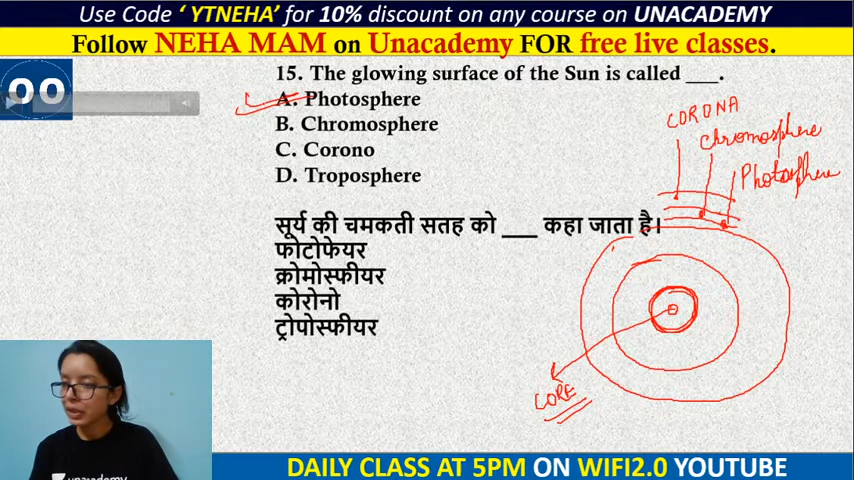 Use Code ‘ YTNEHA’ for 10% discount on any course on UNACADEMY
Follow NEHA MAM on Unacademy FOR free live classes.
00
15. The glowing surface of the Sun is called ___.
A. Photosphere
B. Chromosphere
C. Corono
D. Troposphere
CORONA
Chromosphere
Photosphere
सूर्य की चमकती सतह को ___ कहा जाता है।
फोटोफेयर
क्रोमोस्फीयर
कोरोनो
ट्रोपोस्फीयर
CORE
unacademy
DAILY CLASS AT 5PM ON WIFI2.0 YOUTUBE